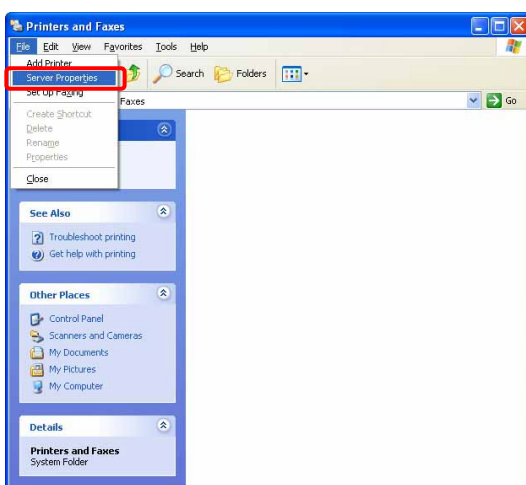 Printers and Faxes
File Edit View Favorites Tools Help
Add Printer
Server Properties
Set Up Faxing
Create Shortcut
Delete
Rename
Properties
Close
Search Folders
Faxes
Go
See Also
Troubleshoot printing
Get help with printing
Other Places
Control Panel
Scanners and Cameras
My Documents
My Pictures
My Computer
Details
Printers and Faxes
System Folder